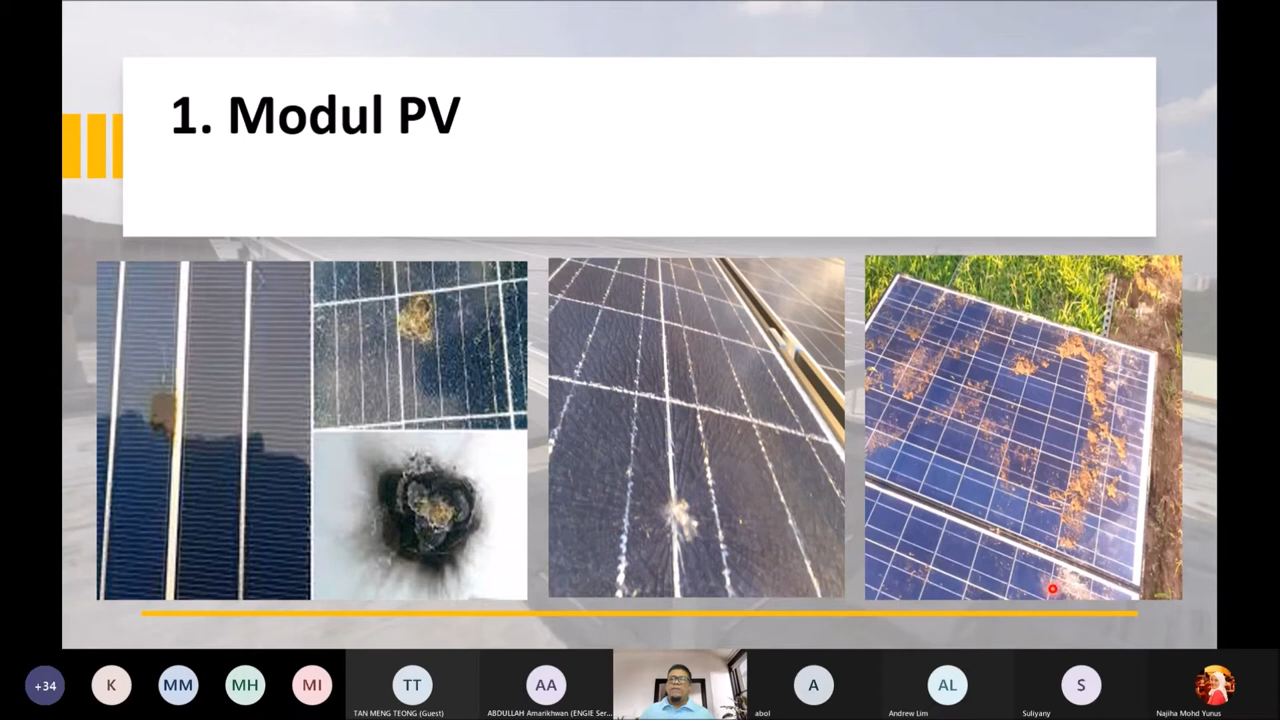 1. Modul PV
+34
K
MM
MH
MI
TT
TAN MENG TEONG (Guest)
AA
ABDULLAH Amarikhwan (ENGIE Ser...
A
abol
AL
Andrew Lim
S
Suliyany
Najiha Mohd Yunus